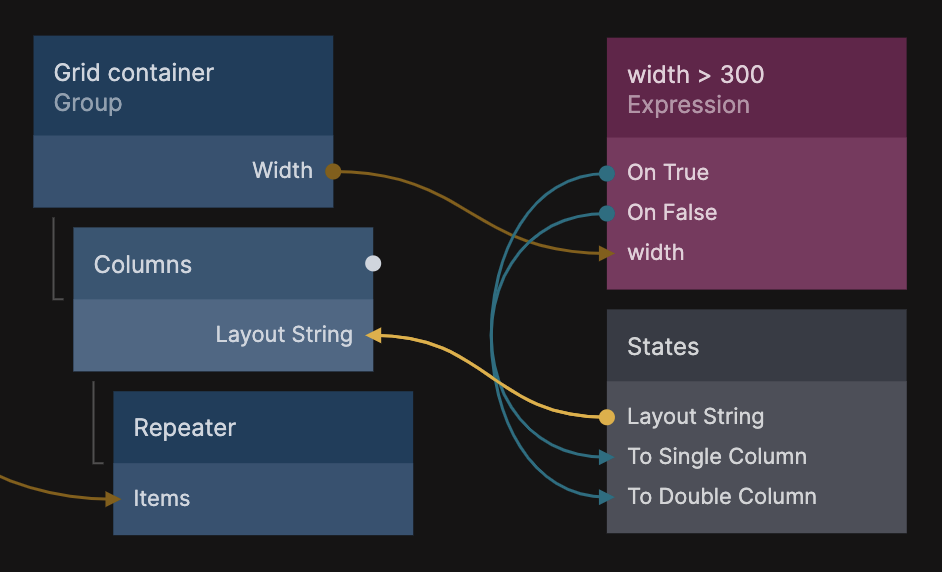 Grid container
Group
Width
Columns
Layout String
Repeater
Items
width > 300
Expression
On True
On False
width
States
Layout String
To Single Column
To Double Column